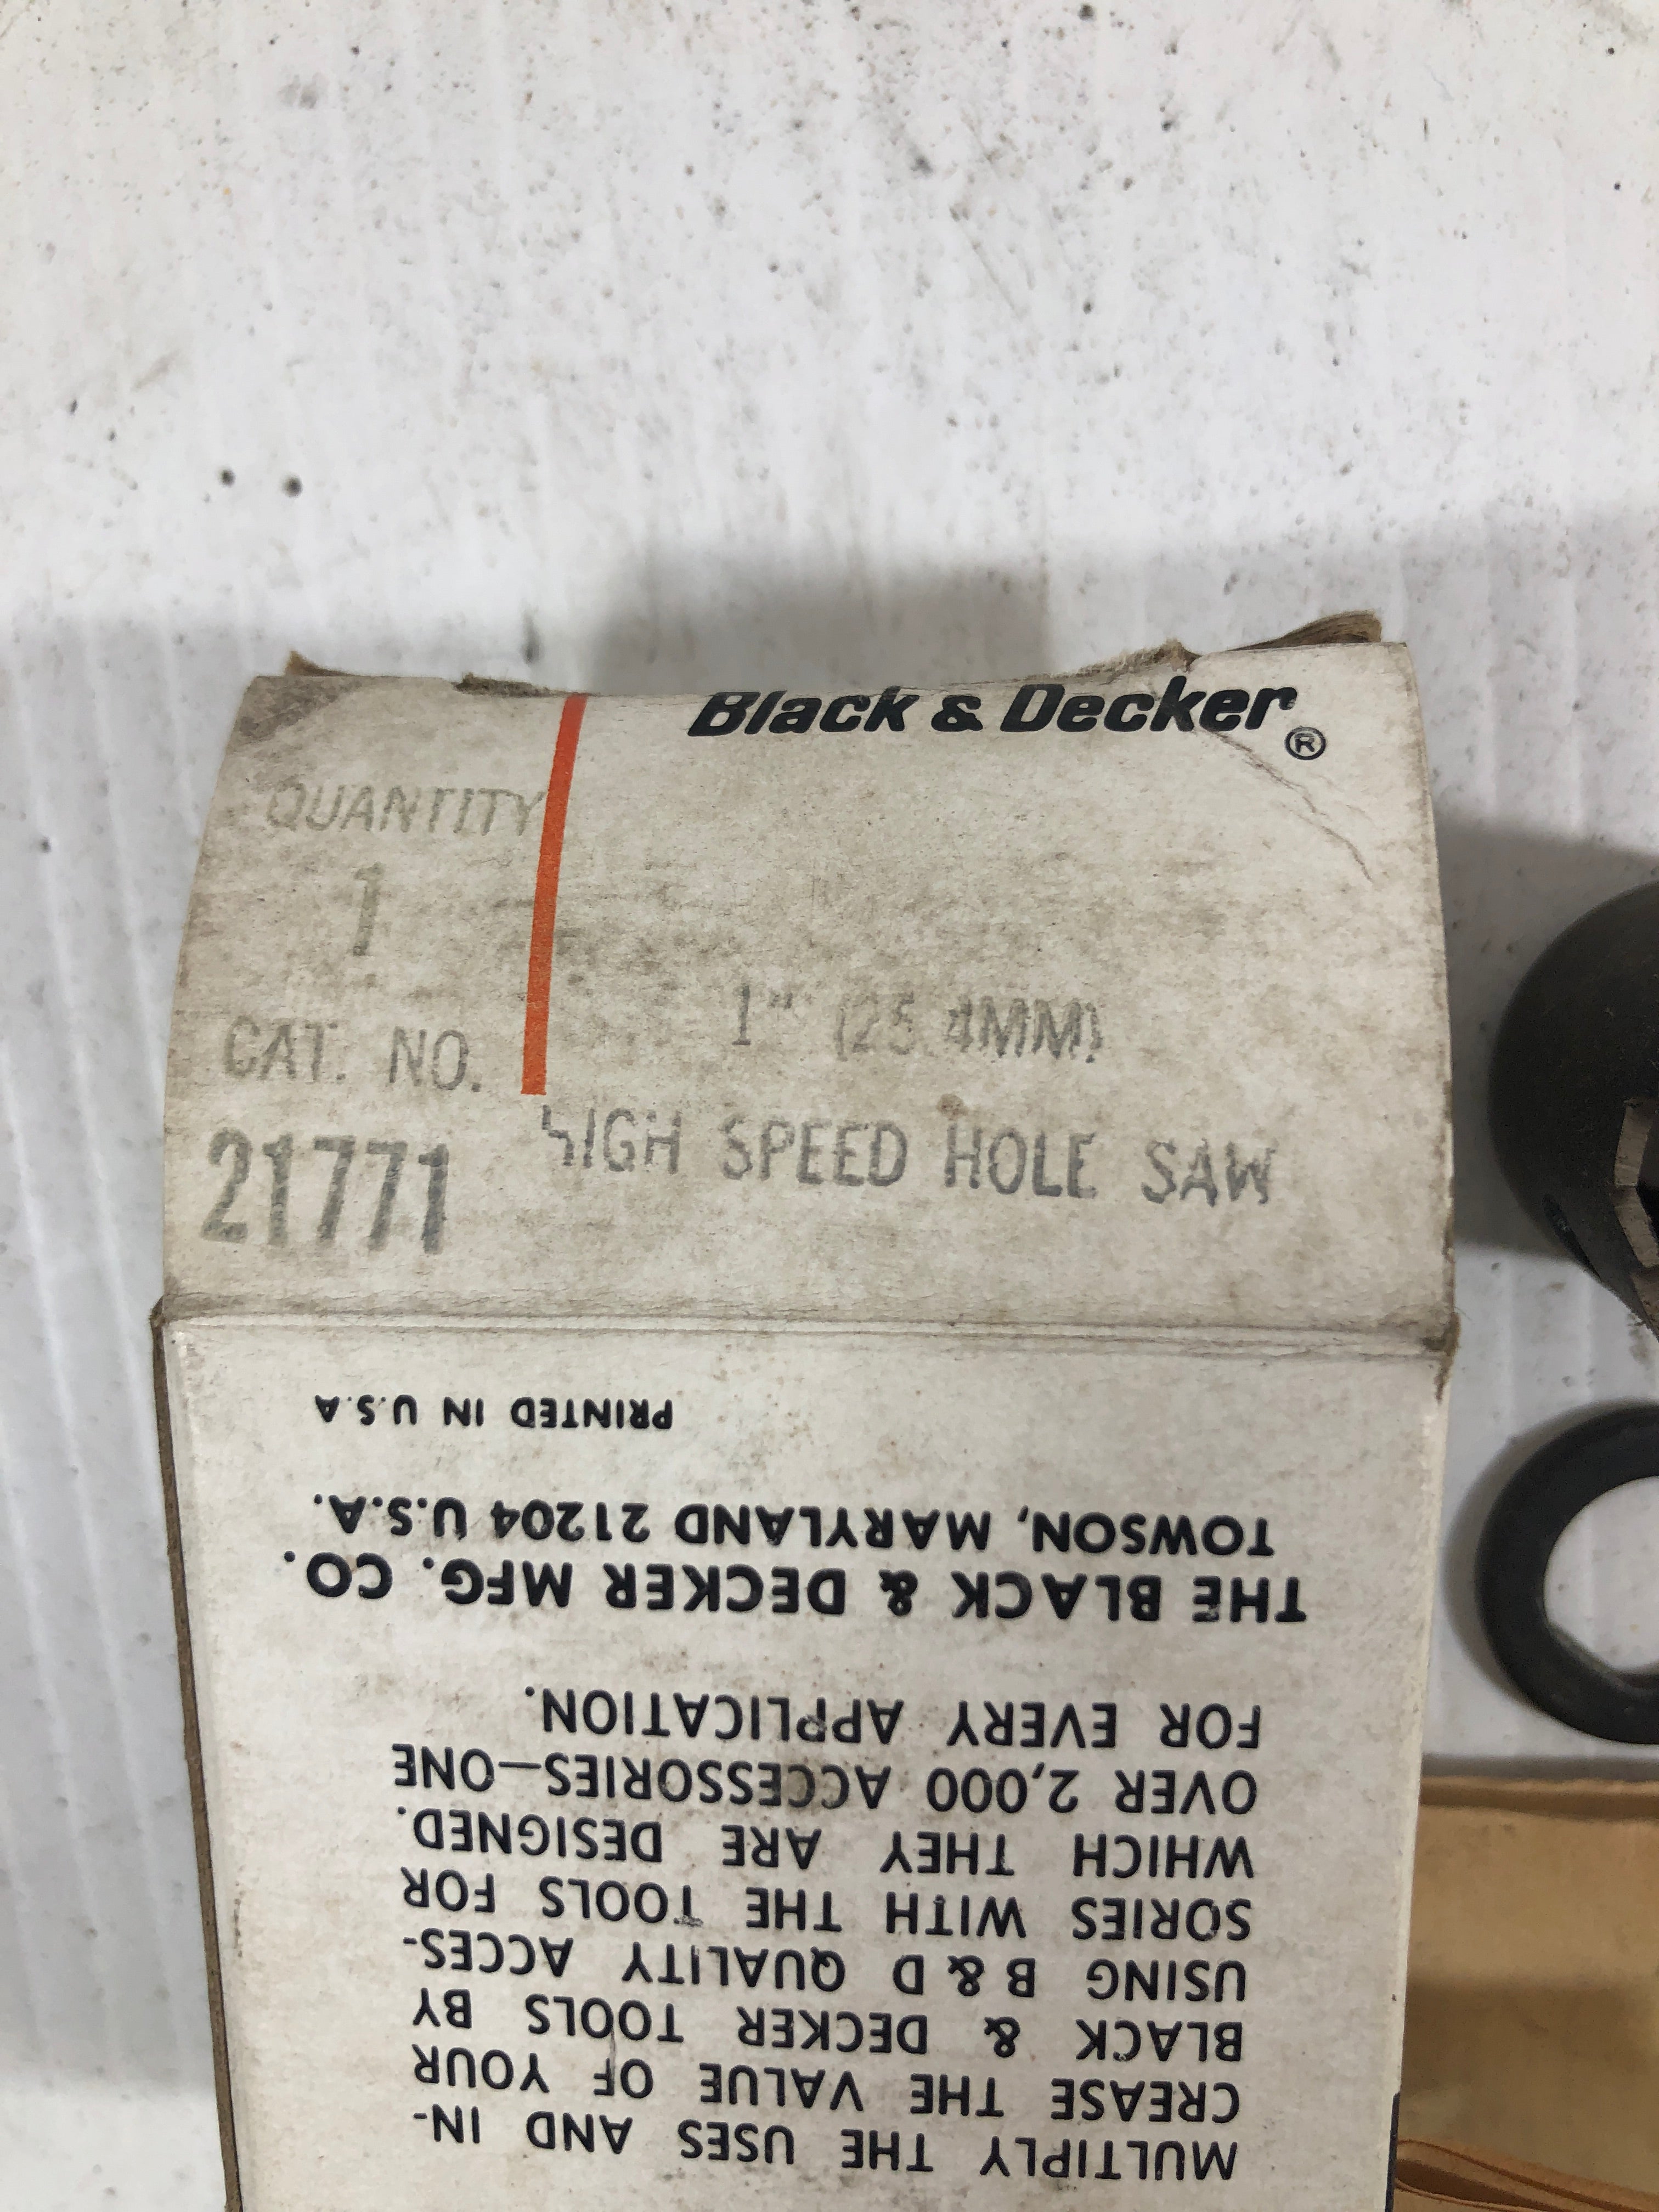 Black & Decker®
QUANTITY
1
CAT. NO.
21771
1" (25.4MM)
HIGH SPEED HOLE SAW
MULTIPLY THE USES AND IN-
CREASE THE VALUE OF YOUR
BLACK & DECKER TOOLS BY
USING B & D QUALITY ACCES-
SORIES WITH THE TOOLS FOR
WHICH THEY ARE DESIGNED.
OVER 2,000 ACCESSORIES—ONE
FOR EVERY APPLICATION.
THE BLACK & DECKER MFG. CO.
TOWSON, MARYLAND 21204 U.S.A.
PRINTED IN U.S.A